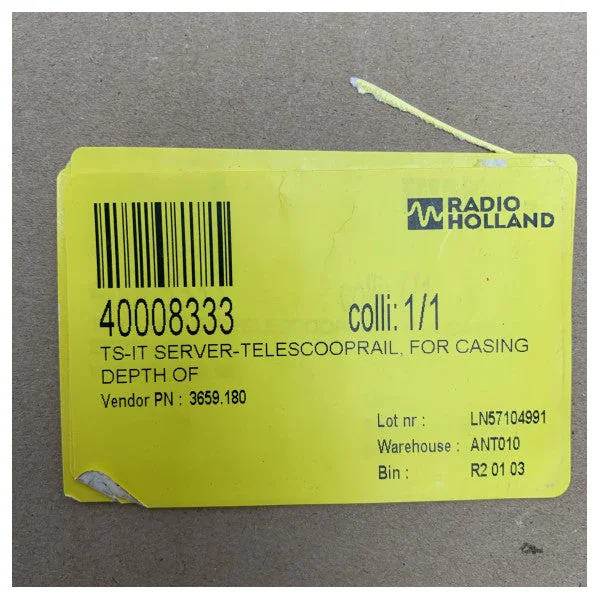 RADIO
HOLLAND
40008333
colli: 1/1
TS-IT SERVER-TELESCOOPRAIL, FOR CASING
DEPTH OF
Vendor PN : 3659.180
Lot nr : LN57104991
Warehouse : ANT010
Bin : R2 01 03